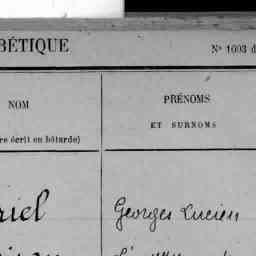 BÉTIQUE
N° 1003 d
NOM
PRÉNOMS
ET SURNOMS
re écrit en bâtarde)
riel
Georges Lucien